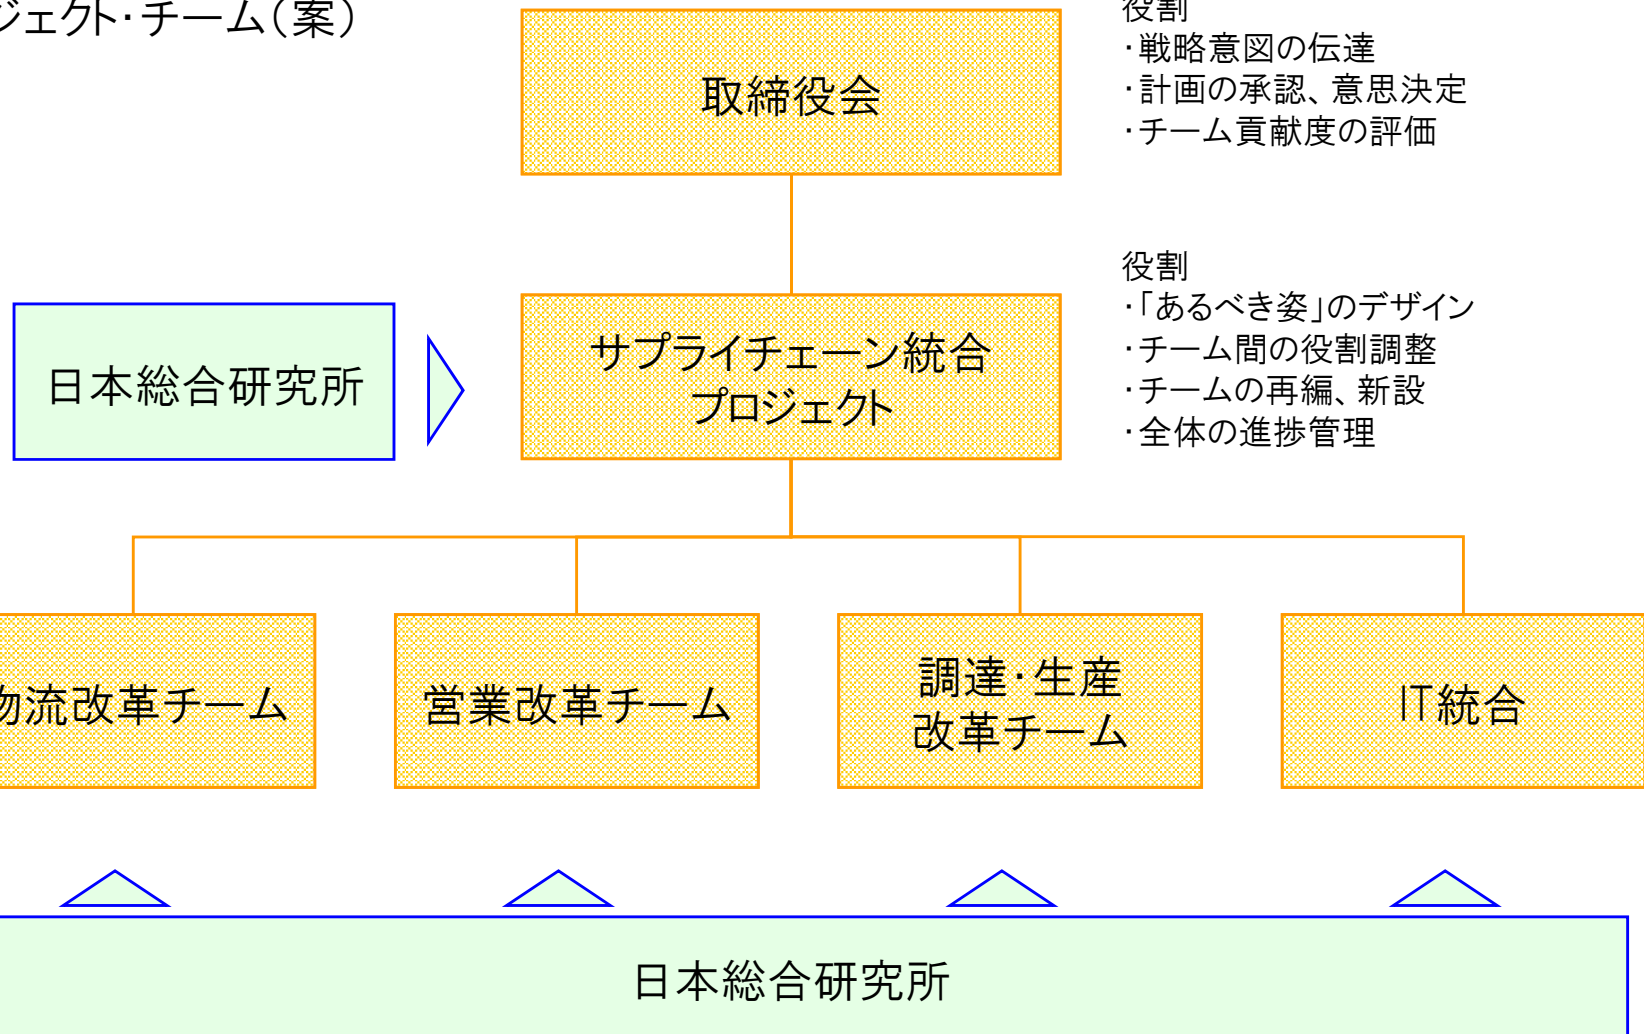 ジェクト・チーム（案）
取締役会
役割
・戦略意図の伝達
・計画の承認、意思決定
・チーム貢献度の評価
日本総合研究所
サプライチェーン統合
プロジェクト
役割
・「あるべき姿」のデザイン
・チーム間の役割調整
・チームの再編、新設
・全体の進捗管理
物流改革チーム
営業改革チーム
調達・生産
改革チーム
IT統合
日本総合研究所